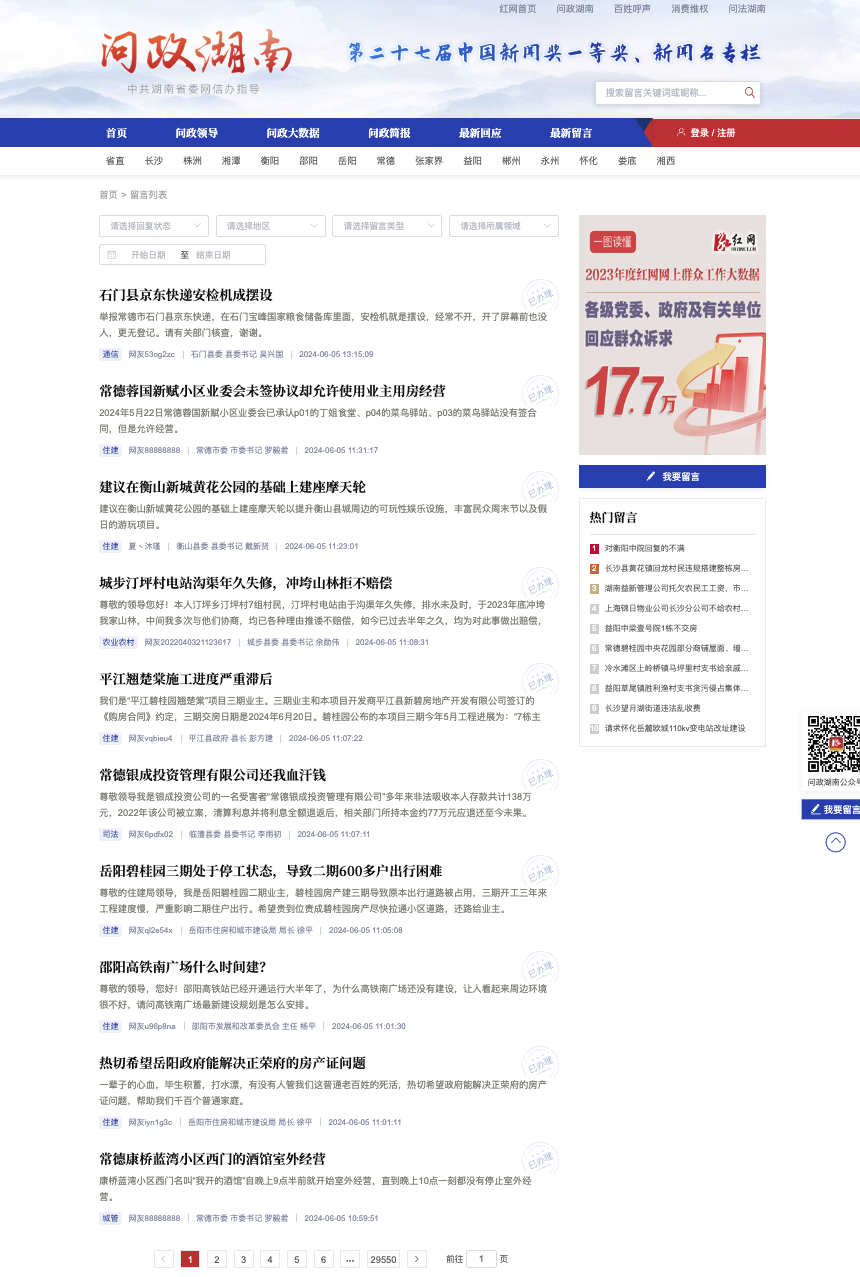 红网首页 问政湖南 百姓呼声 消费维权 问法湖南
问政湖南
中共湖南省委网信办指导
第二十七届中国新闻奖一等奖、新闻名专栏
搜索留言关键词或昵称...
首页 问政领导 问政大数据 问政简报 最新回应 最新留言 登录 / 注册
省直 长沙 株洲 湘潭 衡阳 邵阳 岳阳 常德 张家界 益阳 郴州 永州 怀化 娄底 湘西
首页 > 留言列表
请选择回复状态 请选择地区 请选择留言类型 请选择所属领域
开始日期 至 结束日期
石门县京东快递安检机成摆设
已办理
举报常德市石门县京东快递，在石门宝峰国家粮食储备库里面，安检机就是摆设，经常不开，开了屏幕前也没
人，更无登记。请有关部门核查，谢谢。
通信 网友53og2zc | 石门县委 县委书记 吴兴国 | 2024-06-05 13:15:09
常德蓉国新赋小区业委会未签协议却允许使用业主用房经营
已办理
2024年5月22日常德蓉国新赋小区业委会已承认p01的丁姐食堂、p04的菜鸟驿站、p03的菜鸟驿站没有签合
同，但是允许经营。
住建 网友88888888 | 常德市委 市委书记 罗毅君 | 2024-06-05 11:31:17
建议在衡山新城黄花公园的基础上建座摩天轮
已办理
建议在衡山新城黄花公园的基础上建座摩天轮以提升衡山县城周边的可玩性娱乐设施，丰富民众周末节以及假
日的游玩项目。
住建 夏丶沐瑾 | 衡山县委 县委书记 戴新贤 | 2024-06-05 11:23:01
城步汀坪村电站沟渠年久失修，冲垮山林拒不赔偿
已办理
尊敬的领导您好！本人汀坪乡汀坪村7组村民，汀坪村电站由于沟渠年久失修，排水未及时，于2023年底冲垮
我家山林，中间我多次与他们协商，均已各种理由推诿不赔偿，如今已过去半年之久，均为对此事做出赔偿，
农业农村 网友2022040321123617 | 城步县委 县委书记 余勋伟 | 2024-06-05 11:08:31
平江翘楚棠施工进度严重滞后
已办理
我们是“平江碧桂园翘楚棠”项目三期业主。三期业主和本项目开发商平江县新碧房地产开发有限公司签订的
《购房合同》约定，三期交房日期是2024年6月20日。碧桂园公布的本项目三期今年5月工程进展为：“7栋主
住建 网友vqbieu4 | 平江县政府 县长 彭方建 | 2024-06-05 11:07:22
常德银成投资管理有限公司还我血汗钱
已办理
尊敬领导我是银成投资公司的一名受害者“常德银成投资管理有限公司”多年来非法吸收本人存款共计138万
元，2022年该公司被立案，清算利息并将利息全额退返后，相关部门所持本金约77万元应退还至今未果。
司法 网友6pdfx02 | 临澧县委 县委书记 李雨初 | 2024-06-05 11:07:11
岳阳碧桂园三期处于停工状态，导致二期600多户出行困难
已办理
尊敬的住建局领导，我是岳阳碧桂园二期业主，碧桂园房产建三期导致原本出行道路被占用，三期开工三年来
工程建度慢，严重影响二期住户出行。希望贵到位责成碧桂园房产尽快拉通小区道路，还路给业主。
住建 网友ql2e54x | 岳阳市住房和城市建设局 局长 徐平 | 2024-06-05 11:05:08
邵阳高铁南广场什么时间建？
已办理
尊敬的领导，您好！邵阳高铁站已经开通运行大半年了，为什么高铁南广场还没有建设，让人看起来周边环境
很不好，请问高铁南广场最新建设规划是怎么安排。
住建 网友u96p8na | 邵阳市发展和改革委员会 主任 杨平 | 2024-06-05 11:01:30
热切希望岳阳政府能解决正荣府的房产证问题
已办理
一辈子的心血，毕生积蓄，打水漂，有没有人管我们这普通老百姓的死活，热切希望政府能解决正荣府的房产
证问题，帮助我们千百个普通家庭。
住建 网友iyn1g3c | 岳阳市住房和城市建设局 局长 徐平 | 2024-06-05 11:01:11
常德康桥蓝湾小区西门的酒馆室外经营
已办理
康桥蓝湾小区西门名叫“我开的酒馆”自晚上9点半前就开始室外经营，直到晚上10点一刻都没有停止室外经
营。
城管 网友88888888 | 常德市委 市委书记 罗毅君 | 2024-06-05 10:59:51
1 2 3 4 5 6 ... 29550 前往 1 页
一图读懂 红网
2023年度红网网上群众工作大数据
各级党委、政府及有关单位
回应群众诉求
17.7万
我要留言
热门留言
1 对衡阳中院回复的不满
2 长沙县黄花镇回龙村民违规搭建整栋房...
3 湖南益新管理公司托欠农民工工资，市...
4 上海锦日物业公司长沙分公司不给农村...
5 益阳中梁壹号院1栋不交房
6 常德碧桂园中央花园部分商铺屋面、墙...
7 冷水滩区上岭桥镇马坪里村支书给亲戚...
8 益阳草尾镇胜利渔村支书贪污侵占集体...
9 长沙望月湖街道违法乱收费
10 请求怀化岳麓欧城110kv变电站改址建设
问政湖南公众号
我要留言